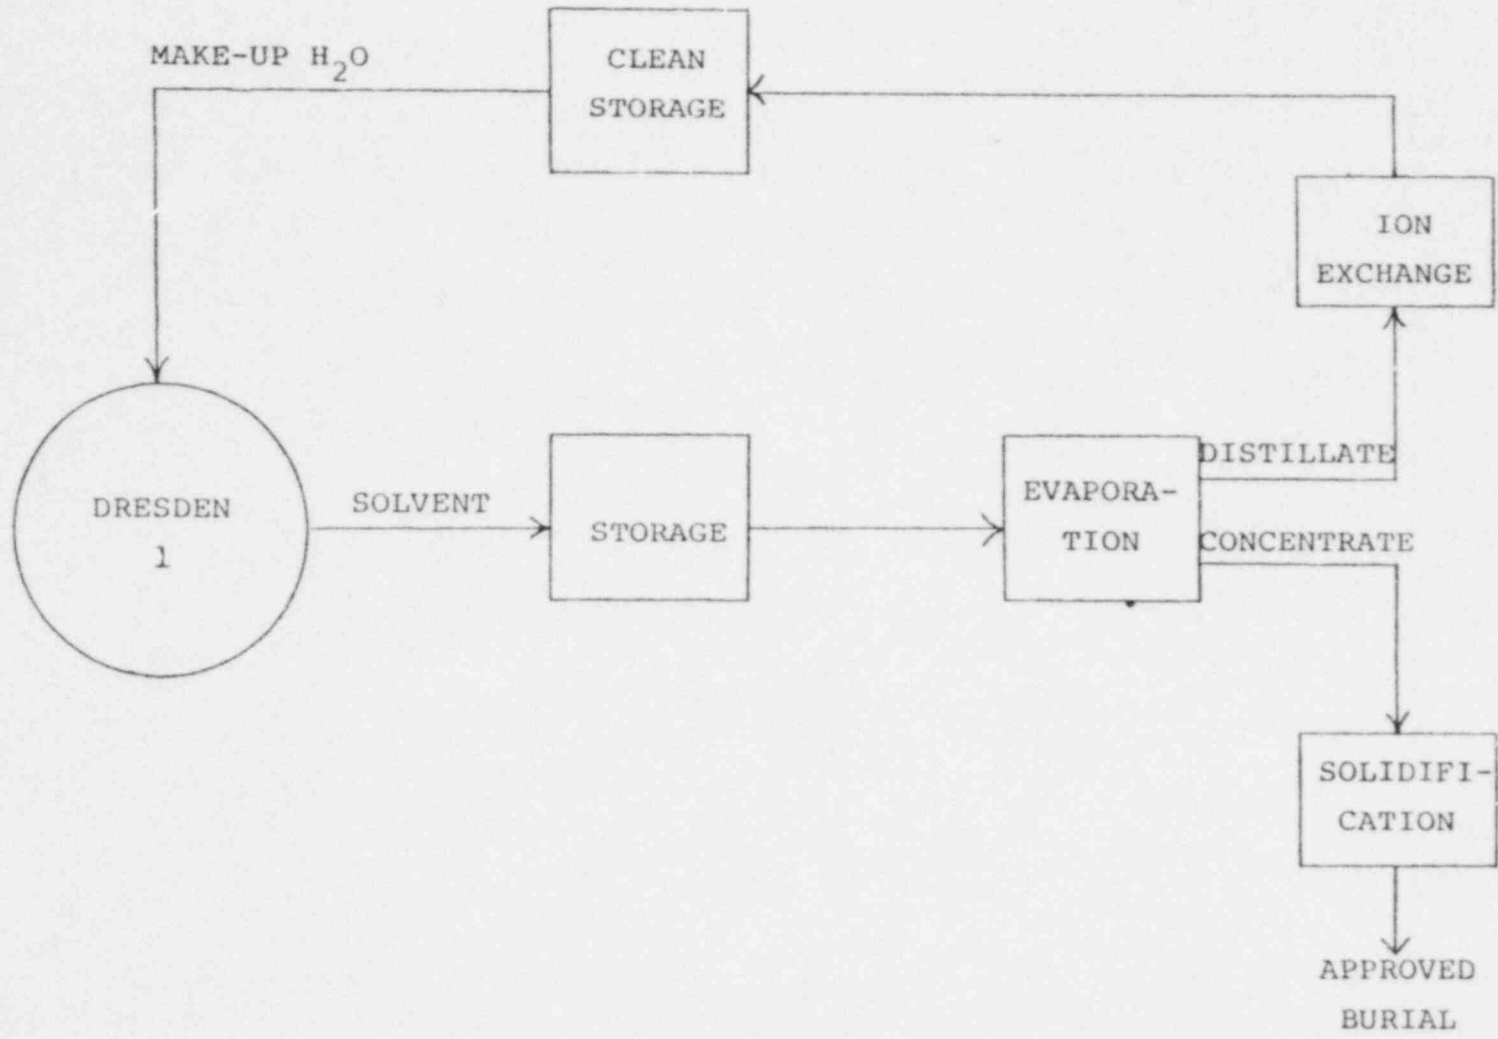 MAKE-UP H₂O
CLEAN
STORAGE
ION
EXCHANGE
DRESDEN
1
SOLVENT
STORAGE
EVAPORA-
TION
DISTILLATE
CONCENTRATE
SOLIDIFI-
CATION
APPROVED
BURIAL